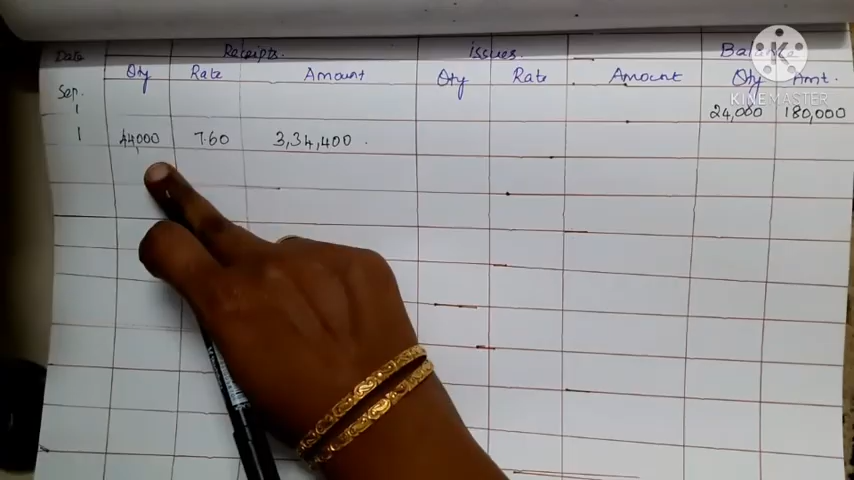 Date Receipts. Issues. Balance
Qty Rate Amount Qty Rate Amount Qty Amt.
Sep.
1 24,000 180,000
1 44000 7.60 3,34,400.
KINEMASTER